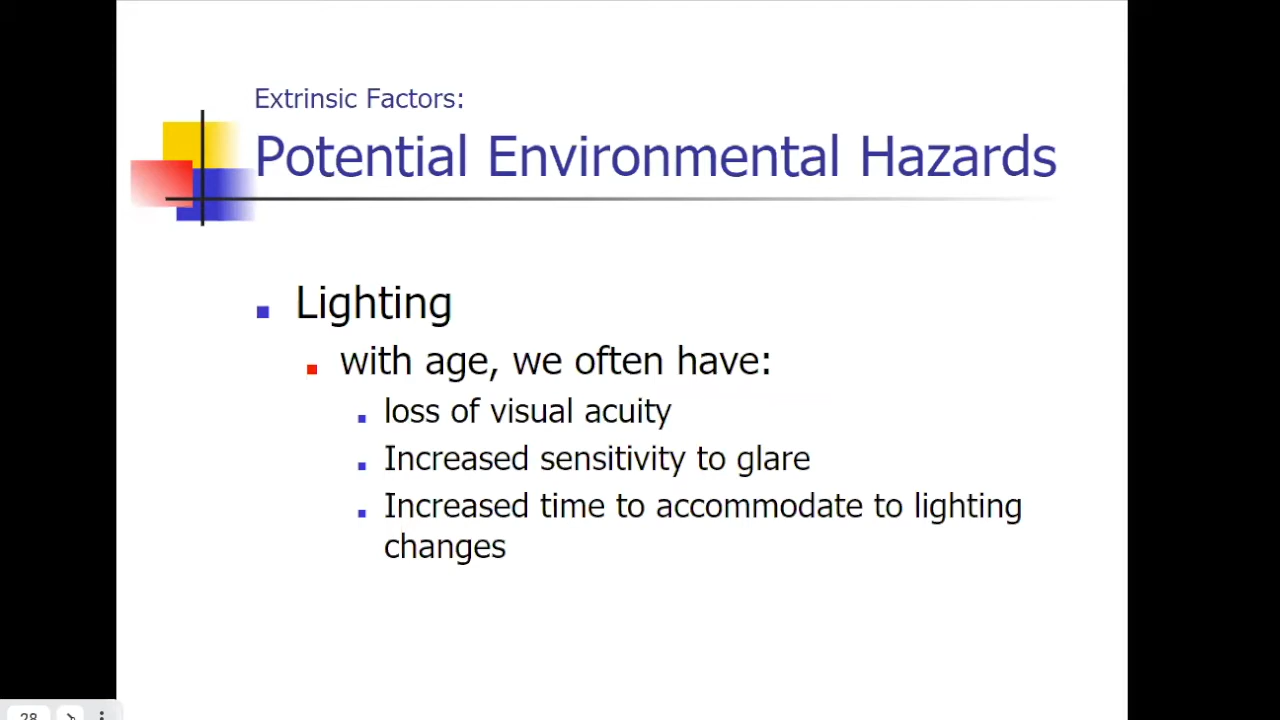 Extrinsic Factors:
Potential Environmental Hazards
Lighting
with age, we often have:
loss of visual acuity
Increased sensitivity to glare
Increased time to accommodate to lighting
changes
28